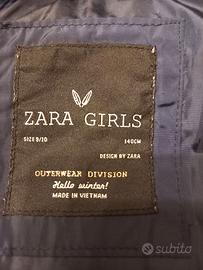 ZARA GIRLS
SIZE 9/10 140CM
DESIGN BY ZARA
OUTERWEAR DIVISION
Hello winter!
MADE IN VIETNAM
subito